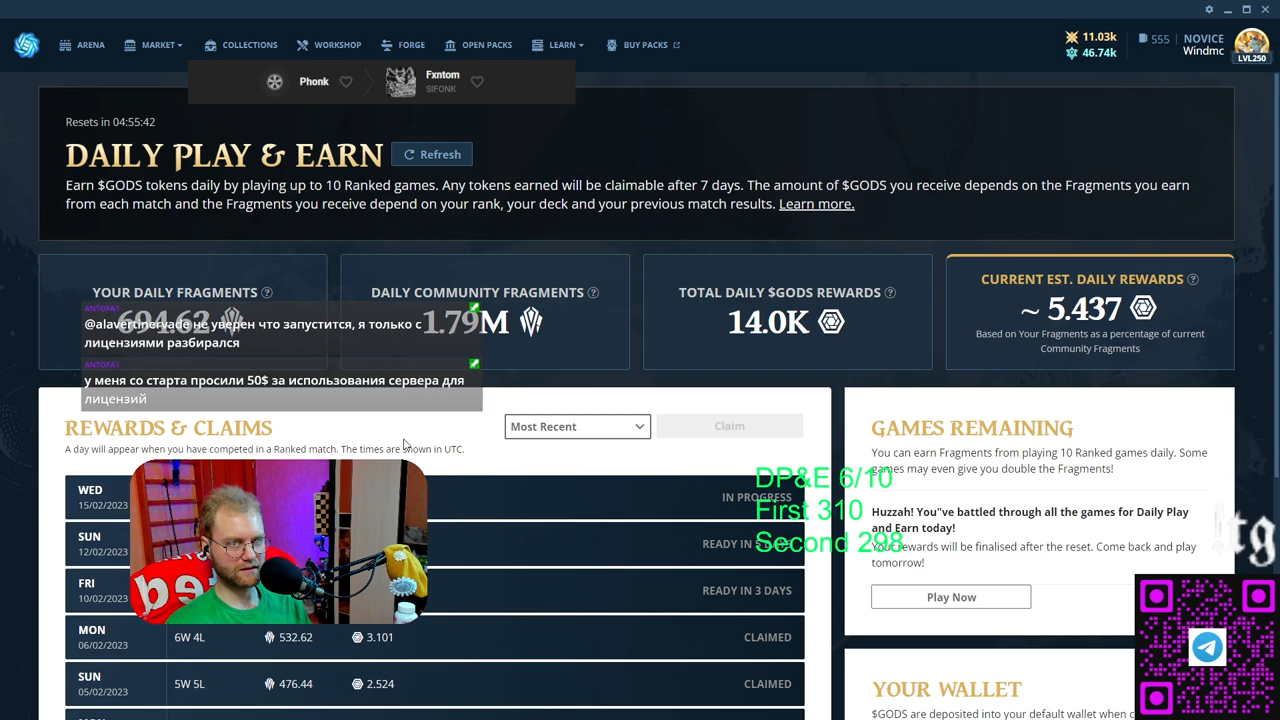 ARENA
MARKET
COLLECTIONS
WORKSHOP
FORGE
OPEN PACKS
LEARN
BUY PACKS
11.03k
46.74k
555
NOVICE
Windmc
LVL250
Phonk
Fxntom
SIFONK
Resets in 04:55:42
DAILY PLAY & EARN
Refresh
Earn $GODS tokens daily by playing up to 10 Ranked games. Any tokens earned will be claimable after 7 days. The amount of $GODS you receive depends on the Fragments you earn
from each match and the Fragments you receive depend on your rank, your deck and your previous match results. Learn more.
YOUR DAILY FRAGMENTS
694.62
DAILY COMMUNITY FRAGMENTS
1.79M
TOTAL DAILY $GODS REWARDS
14.0K
CURRENT EST. DAILY REWARDS
~ 5.437
Based on Your Fragments as a percentage of current
Community Fragments
ANTOFA1
@alavertinervade не уверен что запустится, я только с
лицензиями разбирался
ANTOFA1
у меня со старта просили 50$ за использования сервера для
лицензий
REWARDS & CLAIMS
Most Recent
Claim
A day will appear when you have competed in a Ranked match. The times are shown in UTC.
WED
15/02/2023
IN PROGRESS
SUN
12/02/2023
READY IN 5 DAYS
FRI
10/02/2023
READY IN 3 DAYS
MON
06/02/2023
6W 4L
532.62
3.101
CLAIMED
SUN
05/02/2023
5W 5L
476.44
2.524
CLAIMED
GAMES REMAINING
You can earn Fragments from playing 10 Ranked games daily. Some
games may even give you double the Fragments!
Huzzah! You"ve battled through all the games for Daily Play
and Earn today!
Your rewards will be finalised after the reset. Come back and play
tomorrow!
Play Now
DP&E 6/10
First 310
Second 298
!tg
YOUR WALLET
$GODS are deposited into your default wallet when